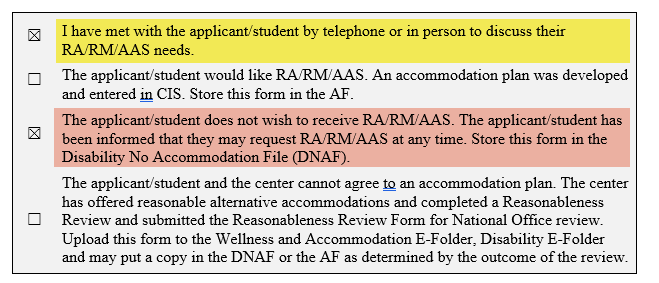 ☒ I have met with the applicant/student by telephone or in person to discuss their
RA/RM/AAS needs.
☐ The applicant/student would like RA/RM/AAS. An accommodation plan was developed
and entered in CIS. Store this form in the AF.
☒ The applicant/student does not wish to receive RA/RM/AAS. The applicant/student has
been informed that they may request RA/RM/AAS at any time. Store this form in the
Disability No Accommodation File (DNAF).
☐ The applicant/student and the center cannot agree to an accommodation plan. The center
has offered reasonable alternative accommodations and completed a Reasonableness
Review and submitted the Reasonableness Review Form for National Office review.
Upload this form to the Wellness and Accommodation E-Folder, Disability E-Folder
and may put a copy in the DNAF or the AF as determined by the outcome of the review.